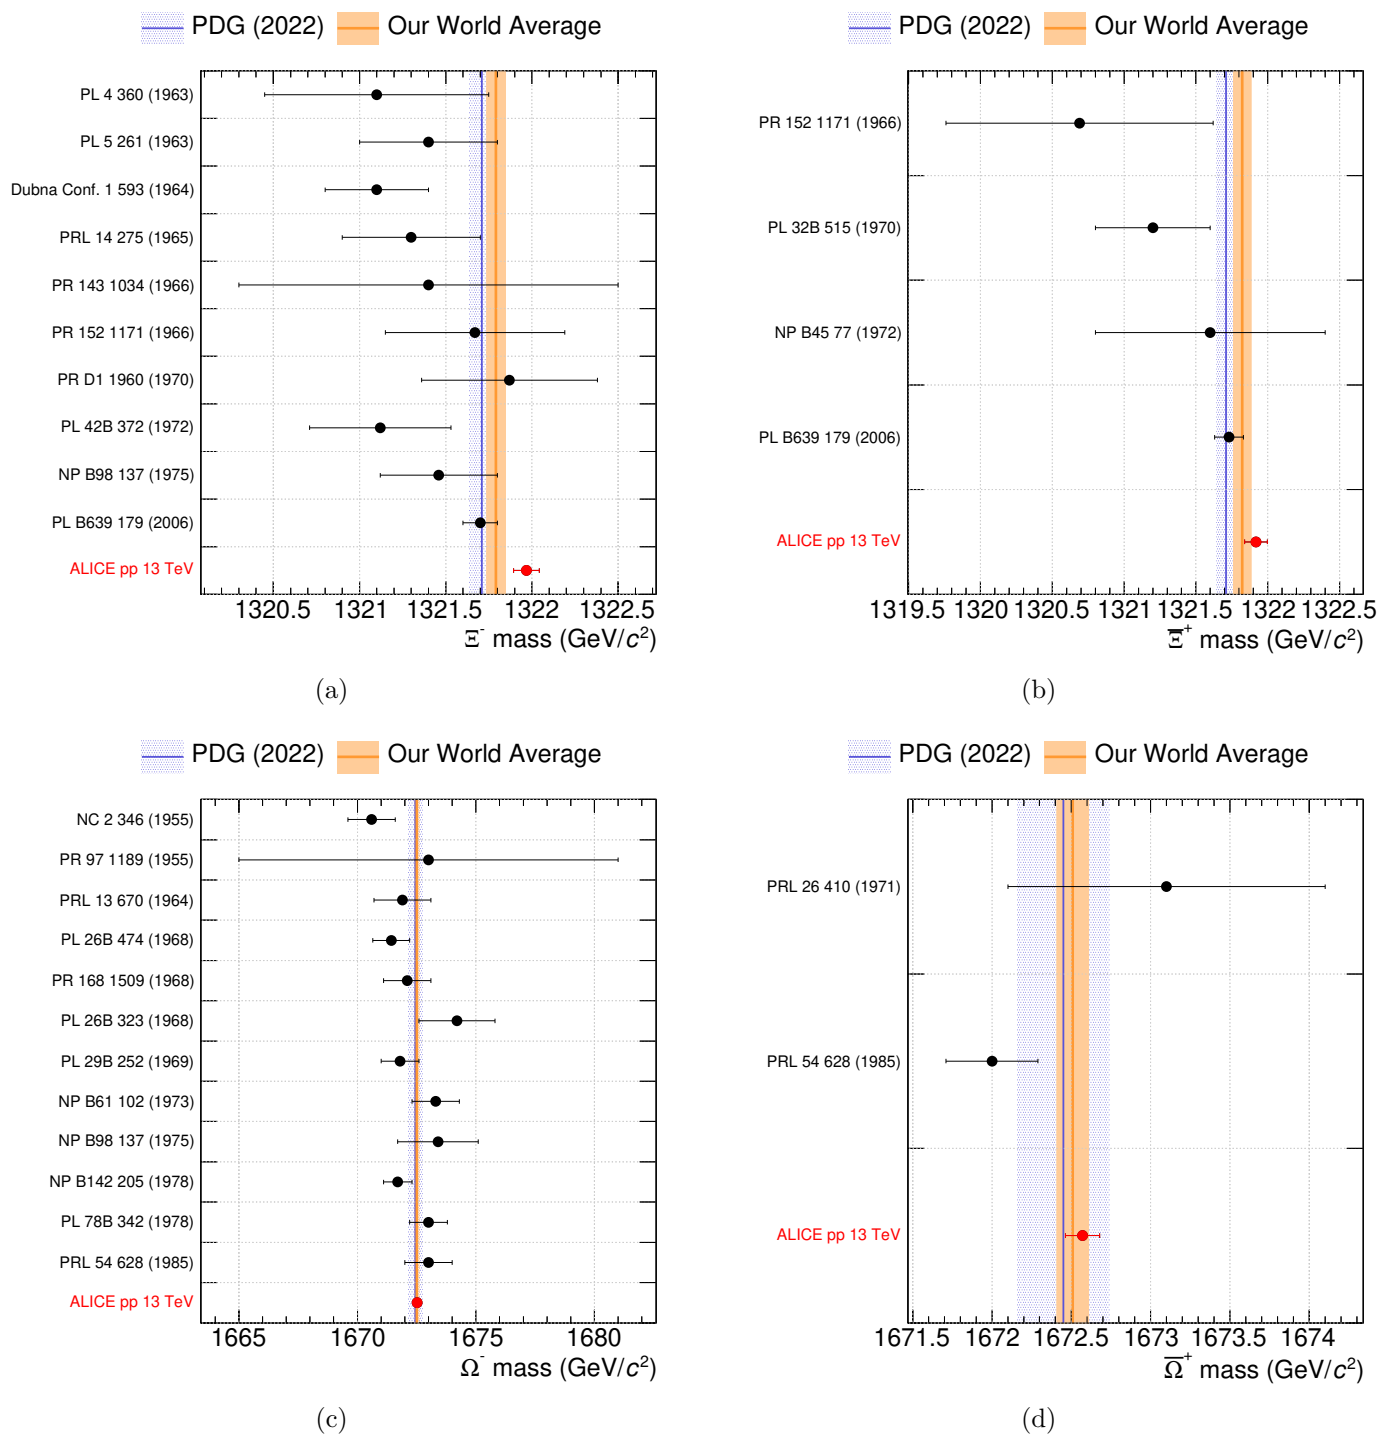 PDG (2022) Our World Average
PL 4 360 (1963)
PL 5 261 (1963)
Dubna Conf. 1 593 (1964)
PRL 14 275 (1965)
PR 143 1034 (1966)
PR 152 1171 (1966)
PR D1 1960 (1970)
PL 42B 372 (1972)
NP B98 137 (1975)
PL B639 179 (2006)
ALICE pp 13 TeV
1320.5 1321 1321.5 1322 1322.5
Ξ⁻ mass (GeV/c²)
(a)
PDG (2022) Our World Average
PR 152 1171 (1966)
PL 32B 515 (1970)
NP B45 77 (1972)
PL B639 179 (2006)
ALICE pp 13 TeV
1319.5 1320 1320.5 1321 1321.5 1322 1322.5
Ξ̅⁺ mass (GeV/c²)
(b)
PDG (2022) Our World Average
NC 2 346 (1955)
PR 97 1189 (1955)
PRL 13 670 (1964)
PL 26B 474 (1968)
PR 168 1509 (1968)
PL 26B 323 (1968)
PL 29B 252 (1969)
NP B61 102 (1973)
NP B98 137 (1975)
NP B142 205 (1978)
PL 78B 342 (1978)
PRL 54 628 (1985)
ALICE pp 13 TeV
1665 1670 1675 1680
Ω⁻ mass (GeV/c²)
(c)
PDG (2022) Our World Average
PRL 26 410 (1971)
PRL 54 628 (1985)
ALICE pp 13 TeV
1671.5 1672 1672.5 1673 1673.5 1674
Ω̅⁺ mass (GeV/c²)
(d)